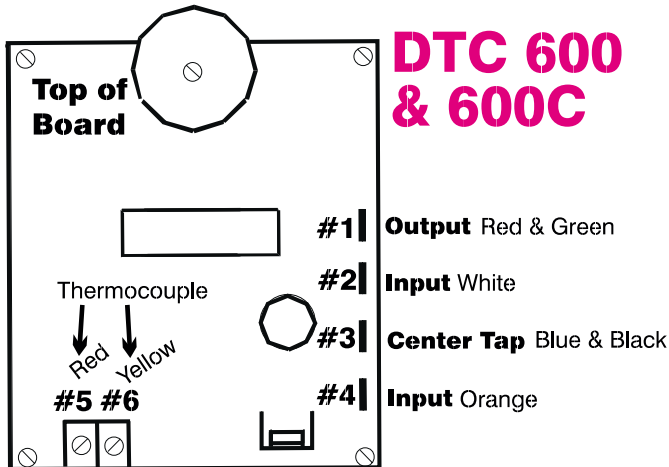 DTC 600
& 600C
Top of
Board
#1 Output Red & Green
#2 Input White
Thermocouple
#3 Center Tap Blue & Black
Red Yellow
#4 Input Orange
#5 #6